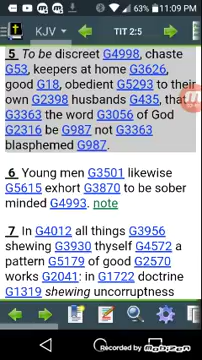 63% 11:09 PM
KJV TIT 2:5
5 To be discreet G4998, chaste
G53, keepers at home G3626,
good G18, obedient G5293 to their
own G2398 husbands G435, that
G3363 the word G3056 of God
G2316 be G987 not G3363
blasphemed G987.
6 Young men G3501 likewise
G5615 exhort G3870 to be sober
minded G4993. note
7 In G4012 all things G3956
shewing G3930 thyself G4572 a
pattern G5179 of good G2570
works G2041: in G1722 doctrine
G1319 shewing uncorruptness
Recorded by Mobizen